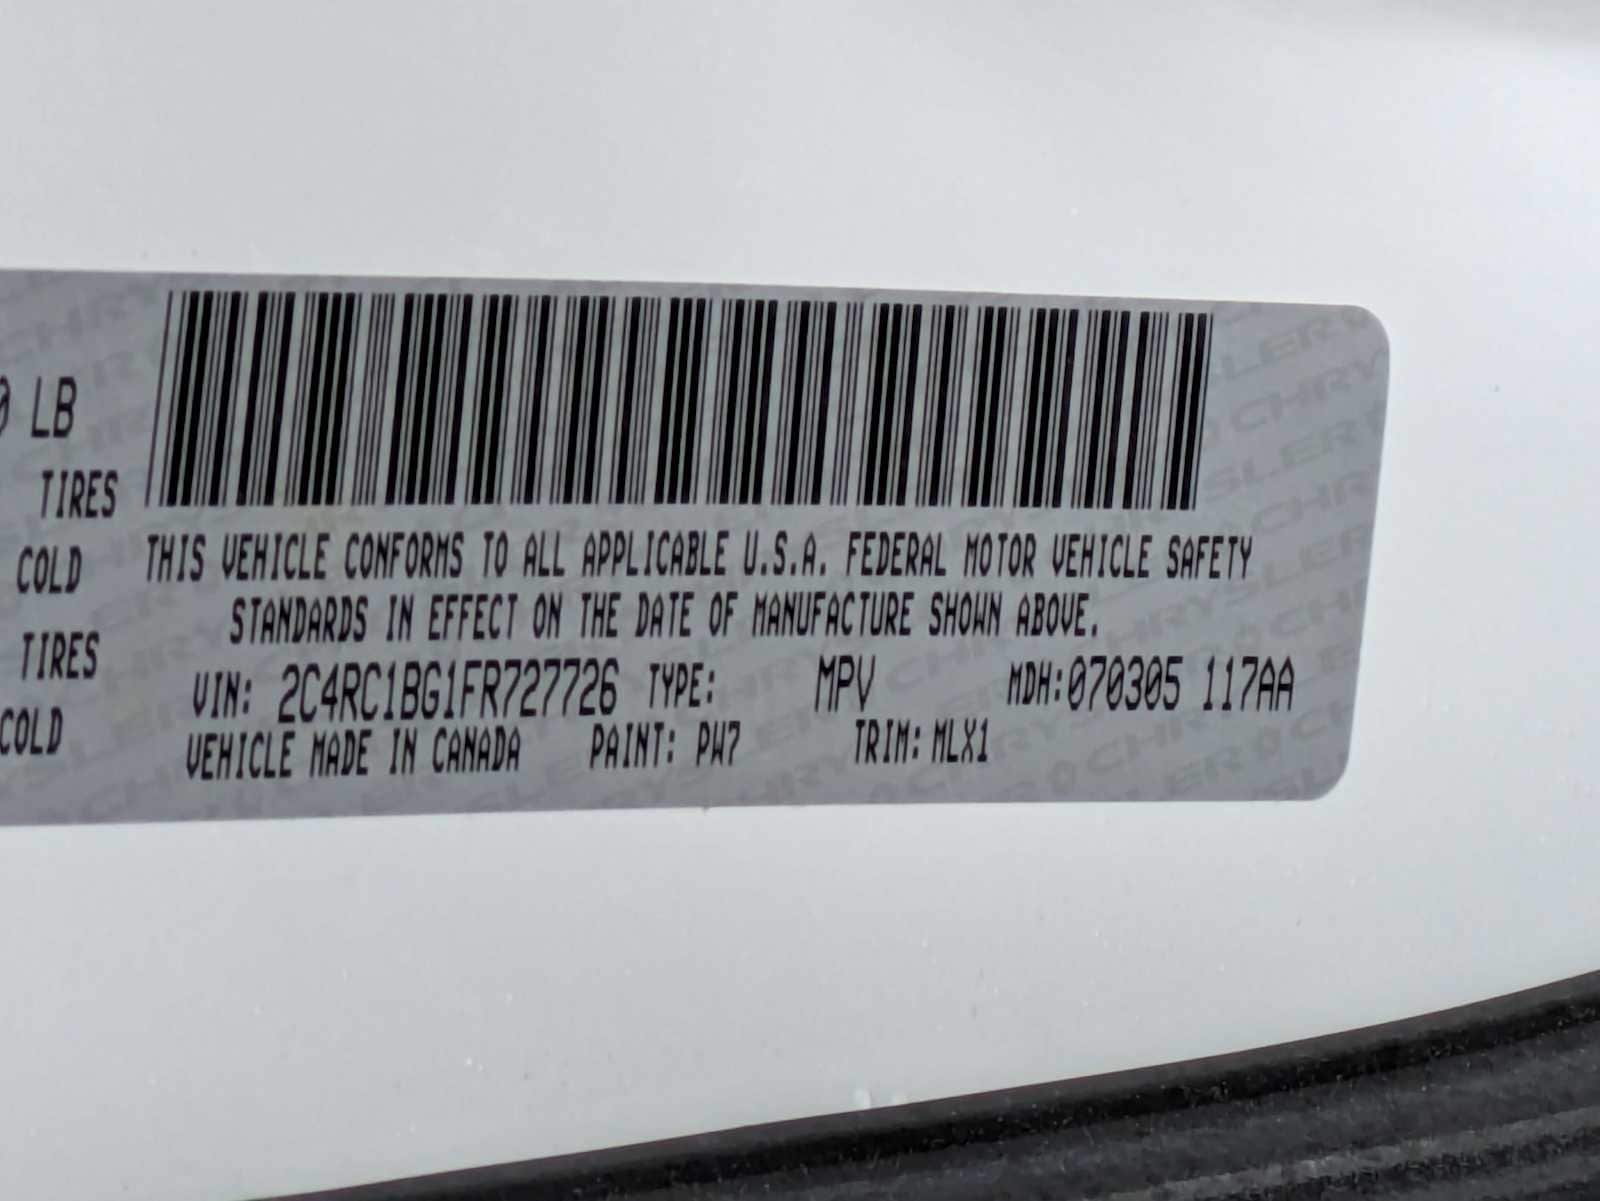 LB
TIRES
COLD
TIRES
COLD
THIS VEHICLE CONFORMS TO ALL APPLICABLE U.S.A. FEDERAL MOTOR VEHICLE SAFETY
STANDARDS IN EFFECT ON THE DATE OF MANUFACTURE SHOWN ABOVE.
VIN: 2C4RC1BG1FR727726 TYPE: MPV MDH:070305 117AA
VEHICLE MADE IN CANADA PAINT: PW7 TRIM: MLX1